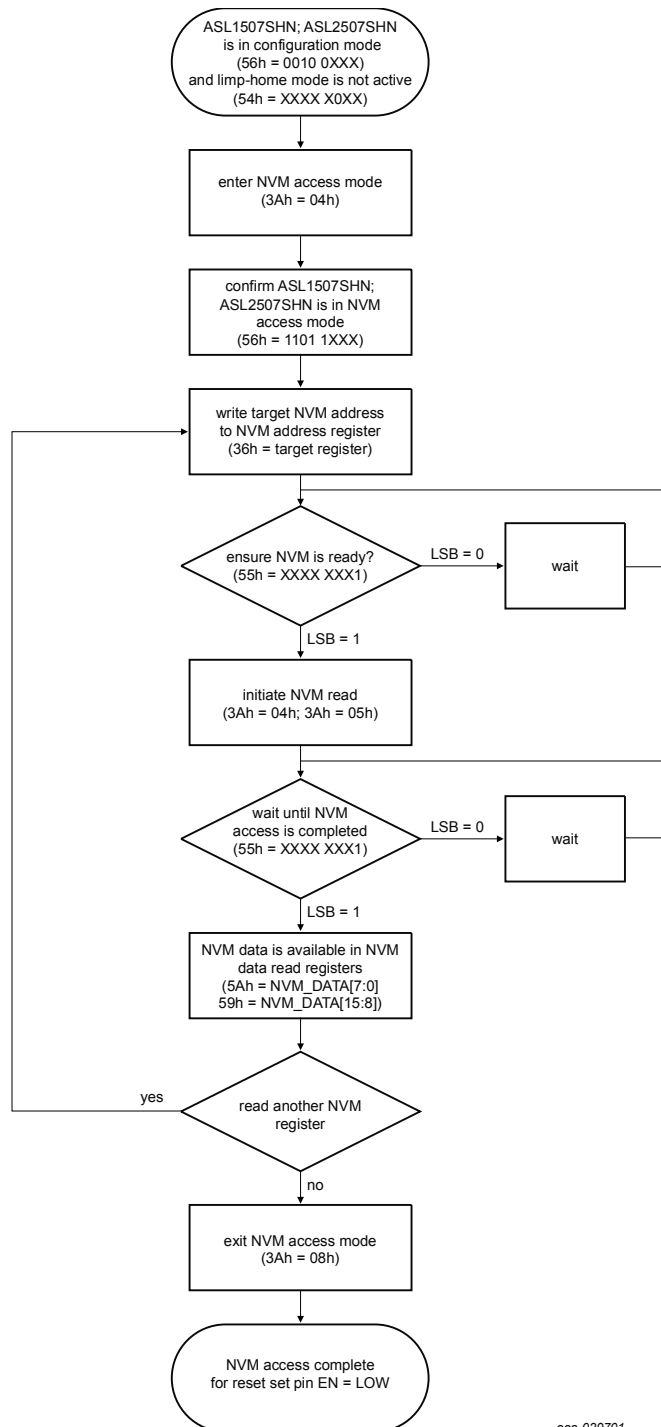 ASL1507SHN; ASL2507SHN
is in configuration mode
(56h = 0010 0XXX)
and limp-home mode is not active
(54h = XXXX X0XX)
enter NVM access mode
(3Ah = 04h)
confirm ASL1507SHN;
ASL2507SHN is in NVM
access mode
(56h = 1101 1XXX)
write target NVM address
to NVM address register
(36h = target register)
ensure NVM is ready?
(55h = XXXX XXX1)
LSB = 0
wait
LSB = 1
initiate NVM read
(3Ah = 04h; 3Ah = 05h)
wait until NVM
access is completed
(55h = XXXX XXX1)
LSB = 0
wait
LSB = 1
NVM data is available in NVM
data read registers
(5Ah = NVM_DATA[7:0]
59h = NVM_DATA[15:8])
yes
read another NVM
register
no
exit NVM access mode
(3Ah = 08h)
NVM access complete
for reset set pin EN = LOW